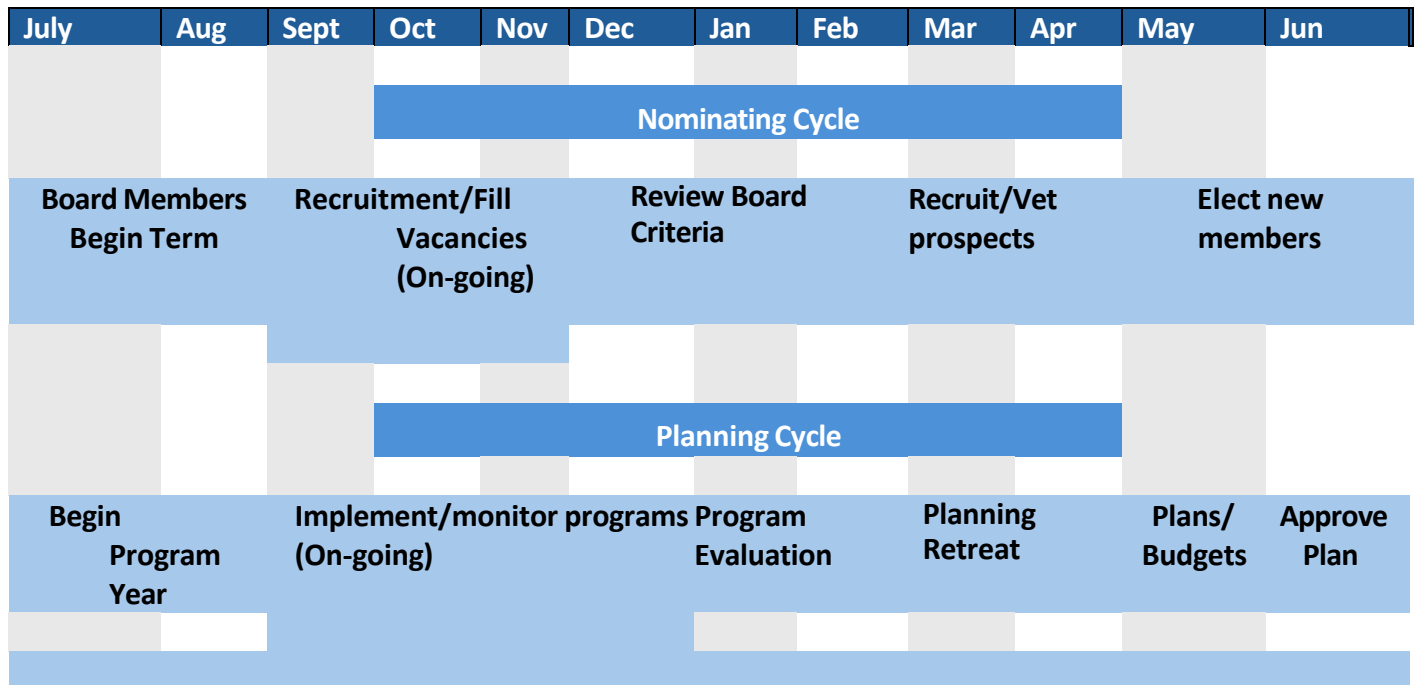 July Aug Sept Oct Nov Dec Jan Feb Mar Apr May Jun
Nominating Cycle
Board Members
Begin Term
Recruitment/Fill
Vacancies
(On-going)
Review Board
Criteria
Recruit/Vet
prospects
Elect new
members
Planning Cycle
Begin
Program
Year
Implement/monitor programs
(On-going)
Program
Evaluation
Planning
Retreat
Plans/
Budgets
Approve
Plan